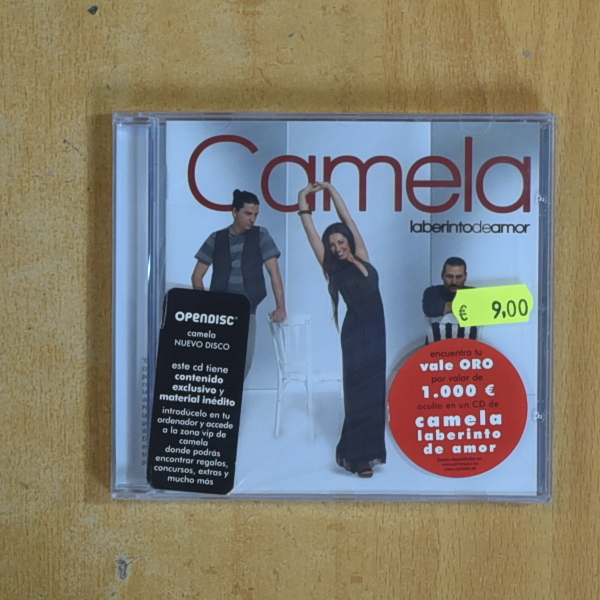 Camela
laberintodeamor
€ 9,00
OPENDISC®
camela
NUEVO DISCO
este cd tiene
contenido
exclusivo y
material inédito
introdúcelo en tu
ordenador y accede
a la zona vip de
camela
donde podrás
encontrar regalos,
concursos, extras y
mucho más
encuentra tu
vale ORO
por valor de
1.000 €
oculto en un CD de
camela
laberinto
de amor